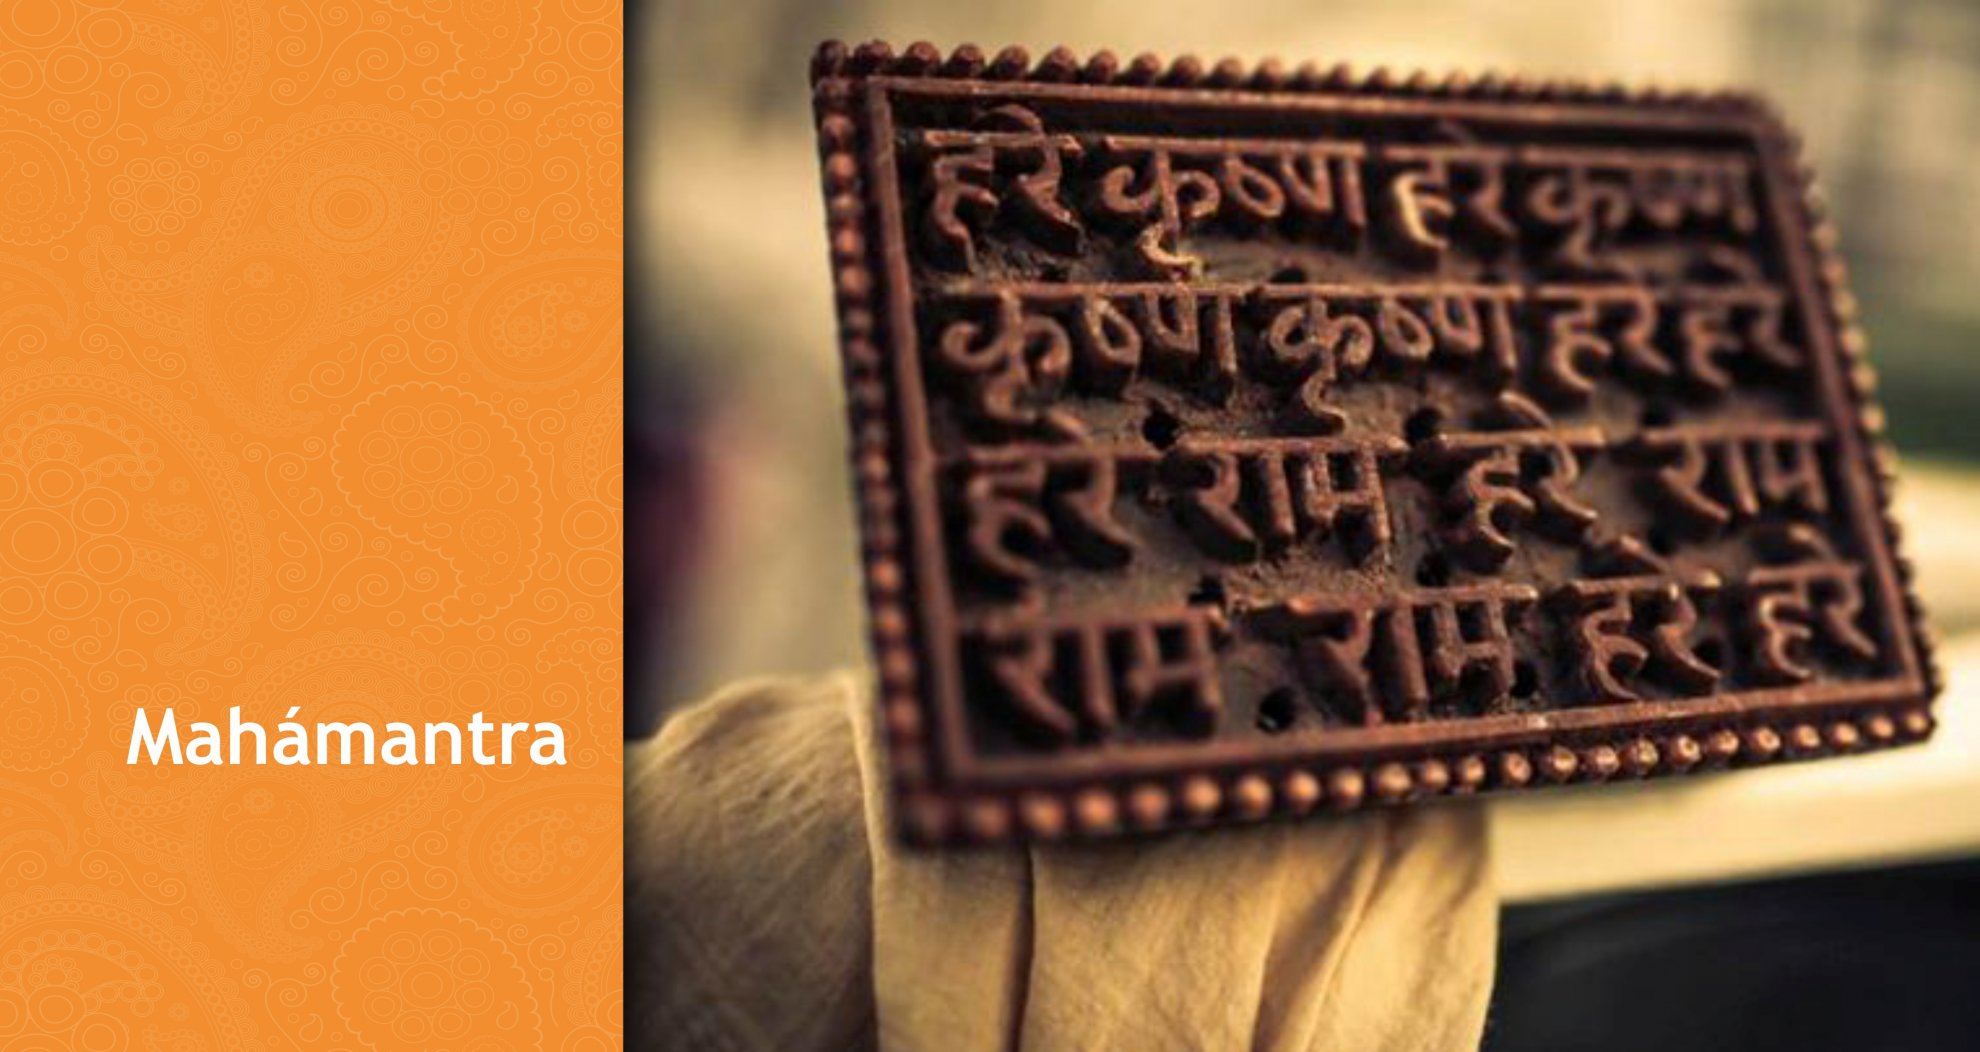 Mahámantra
हरे कृष्ण हरे कृष्ण
कृष्ण कृष्ण हरे हरे
हरे राम हरे राम
राम राम हरे हरे